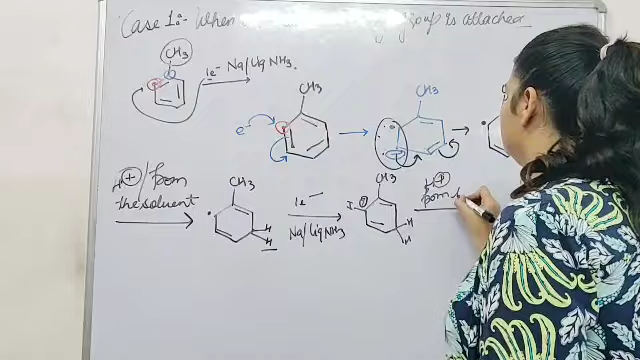 Case 1:- When group is attached
CH3
1e- Na/Liq NH3.
CH3
e-
CH3
H+/from
the solvent
CH3
H
H
1e-
Na/Liq NH3
CH3
H
H
H+
from